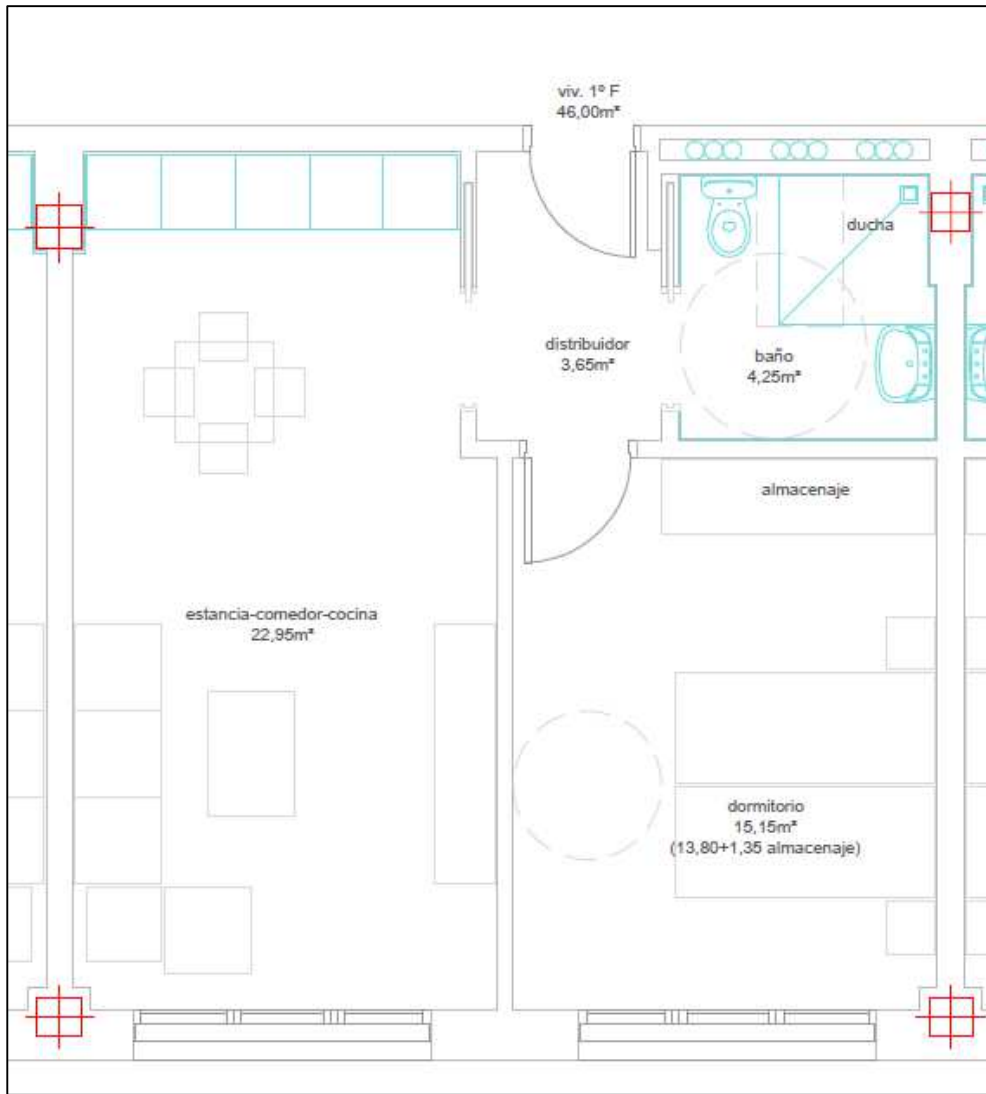 viv. 1º F
46,00m²
ducha
distribuidor
3,65m²
baño
4,25m²
almacenaje
estancia-comedor-cocina
22,95m²
dormitorio
15,15m²
(13,80+1,35 almacenaje)